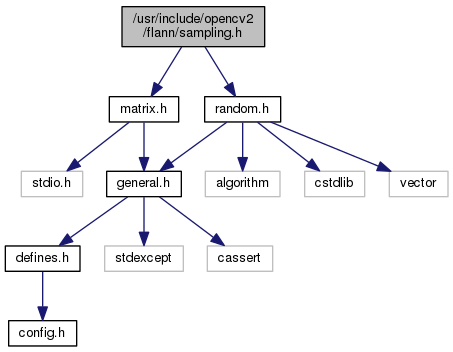 /usr/include/opencv2
/flann/sampling.h
matrix.h
random.h
stdio.h
general.h
algorithm
cstdlib
vector
defines.h
stdexcept
cassert
config.h